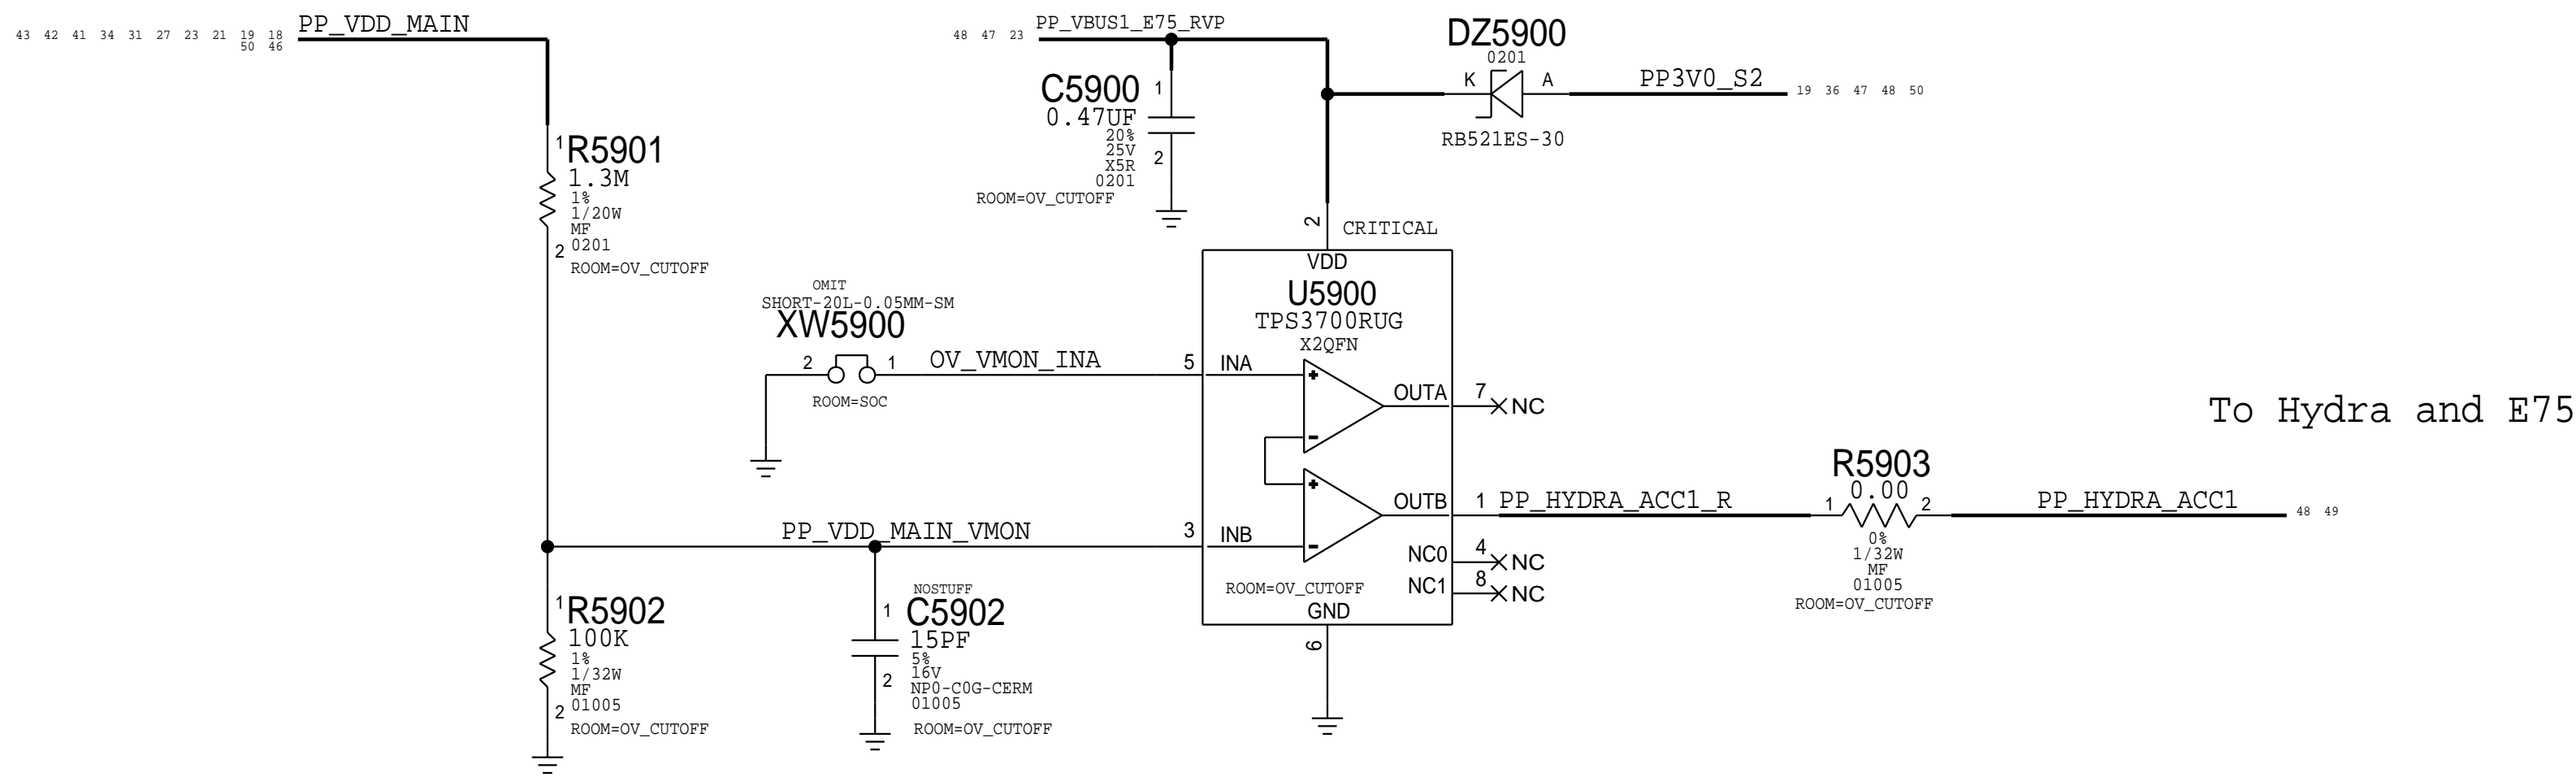 43 42 41 34 31 27 23 21 19 18
50 46
PP_VDD_MAIN
48 47 23
PP_VBUS1_E75_RVP
DZ5900
0201
K
A
RB521ES-30
PP3V0_S2
19 36 47 48 50
C5900
0.47UF
20%
25V
X5R
0201
ROOM=OV_CUTOFF
1
2
1
R5901
1.3M
1%
1/20W
MF
0201
2
ROOM=OV_CUTOFF
2
CRITICAL
VDD
U5900
TPS3700RUG
X2QFN
OMIT
SHORT-20L-0.05MM-SM
XW5900
2
1
ROOM=SOC
OV_VMON_INA
5
INA
+
-
OUTA
7
NC
To Hydra and E75
+
-
OUTB
1
PP_HYDRA_ACC1_R
R5903
0.00
1
2
0%
1/32W
MF
01005
ROOM=OV_CUTOFF
PP_HYDRA_ACC1
48 49
PP_VDD_MAIN_VMON
3
INB
NC0
4
NC
NC1
8
NC
ROOM=OV_CUTOFF
GND
6
1
R5902
100K
1%
1/32W
MF
01005
2
ROOM=OV_CUTOFF
NOSTUFF
1
C5902
15PF
5%
16V
2
NP0-C0G-CERM
01005
ROOM=OV_CUTOFF